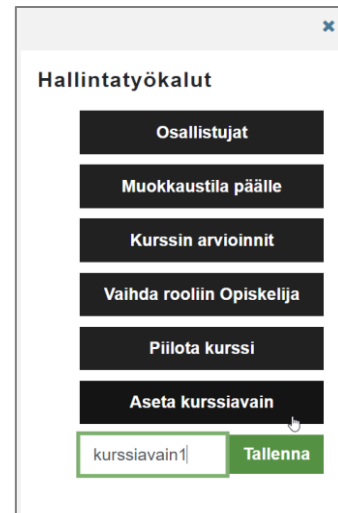 Hallintatyökalut
Osallistujat
Muokkaustila päälle
Kurssin arvioinnit
Vaihda rooliin Opiskelija
Piilota kurssi
Aseta kurssiavain
kurssiavain1 Tallenna